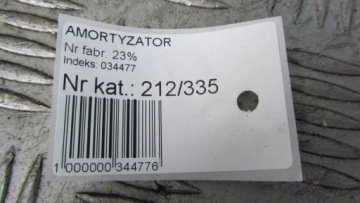 AMORTYZATOR
Nr fabr. 23%
Indeks: 034477
Nr kat.: 212/335
1 000000 344776